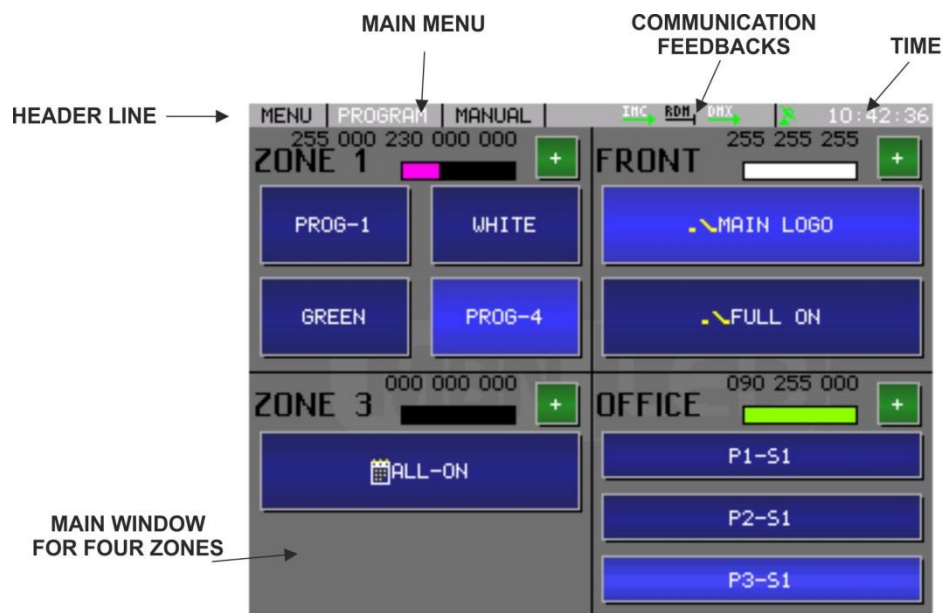 MAIN MENU
COMMUNICATION
FEEDBACKS
TIME
HEADER LINE
MENU PROGRAM MANUAL IMC RDM DMX 10:42:36
255 000 230 000 000
ZONE 1 +
255 255 255
FRONT +
PROG-1 WHITE
MAIN LOGO
GREEN PROG-4
FULL ON
000 000 000
ZONE 3 +
090 255 000
OFFICE +
ALL-ON
P1-S1
P2-S1
P3-S1
MAIN WINDOW
FOR FOUR ZONES